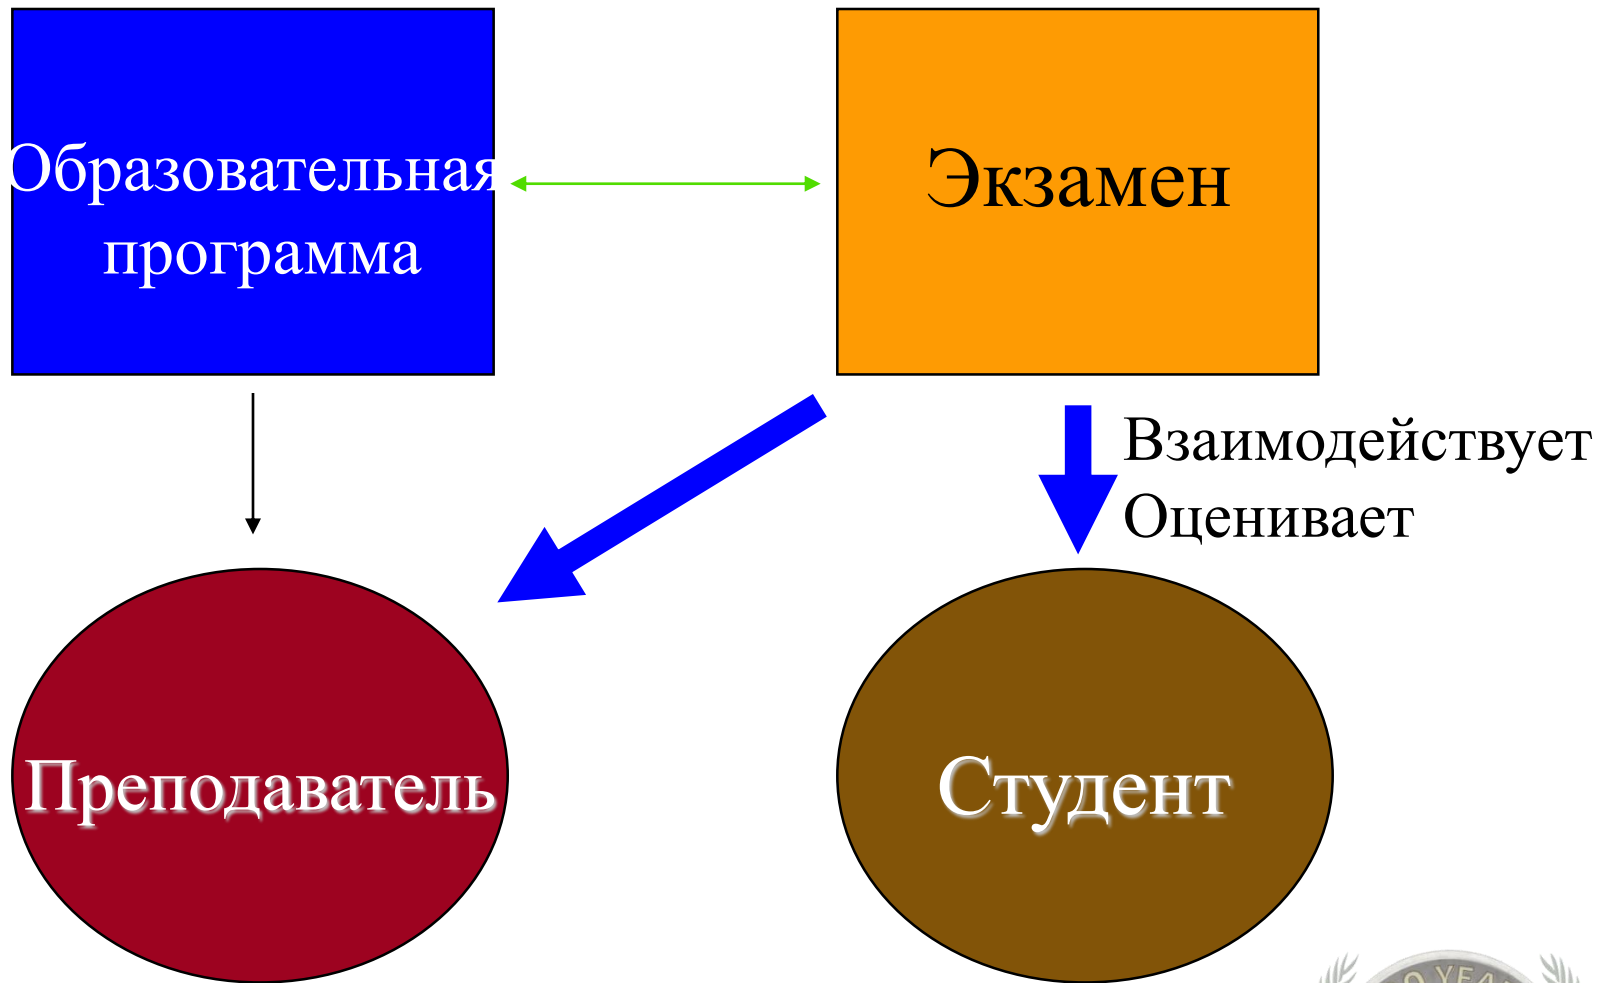 Образовательная
программа
Экзамен
Взаимодействует
Оценивает
Преподаватель
Студент